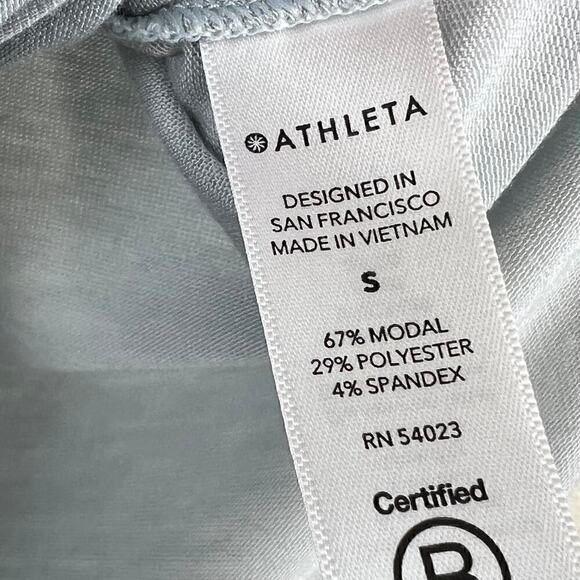 ATHLETA
DESIGNED IN
SAN FRANCISCO
MADE IN VIETNAM
S
67% MODAL
29% POLYESTER
4% SPANDEX
RN 54023
Certified
B